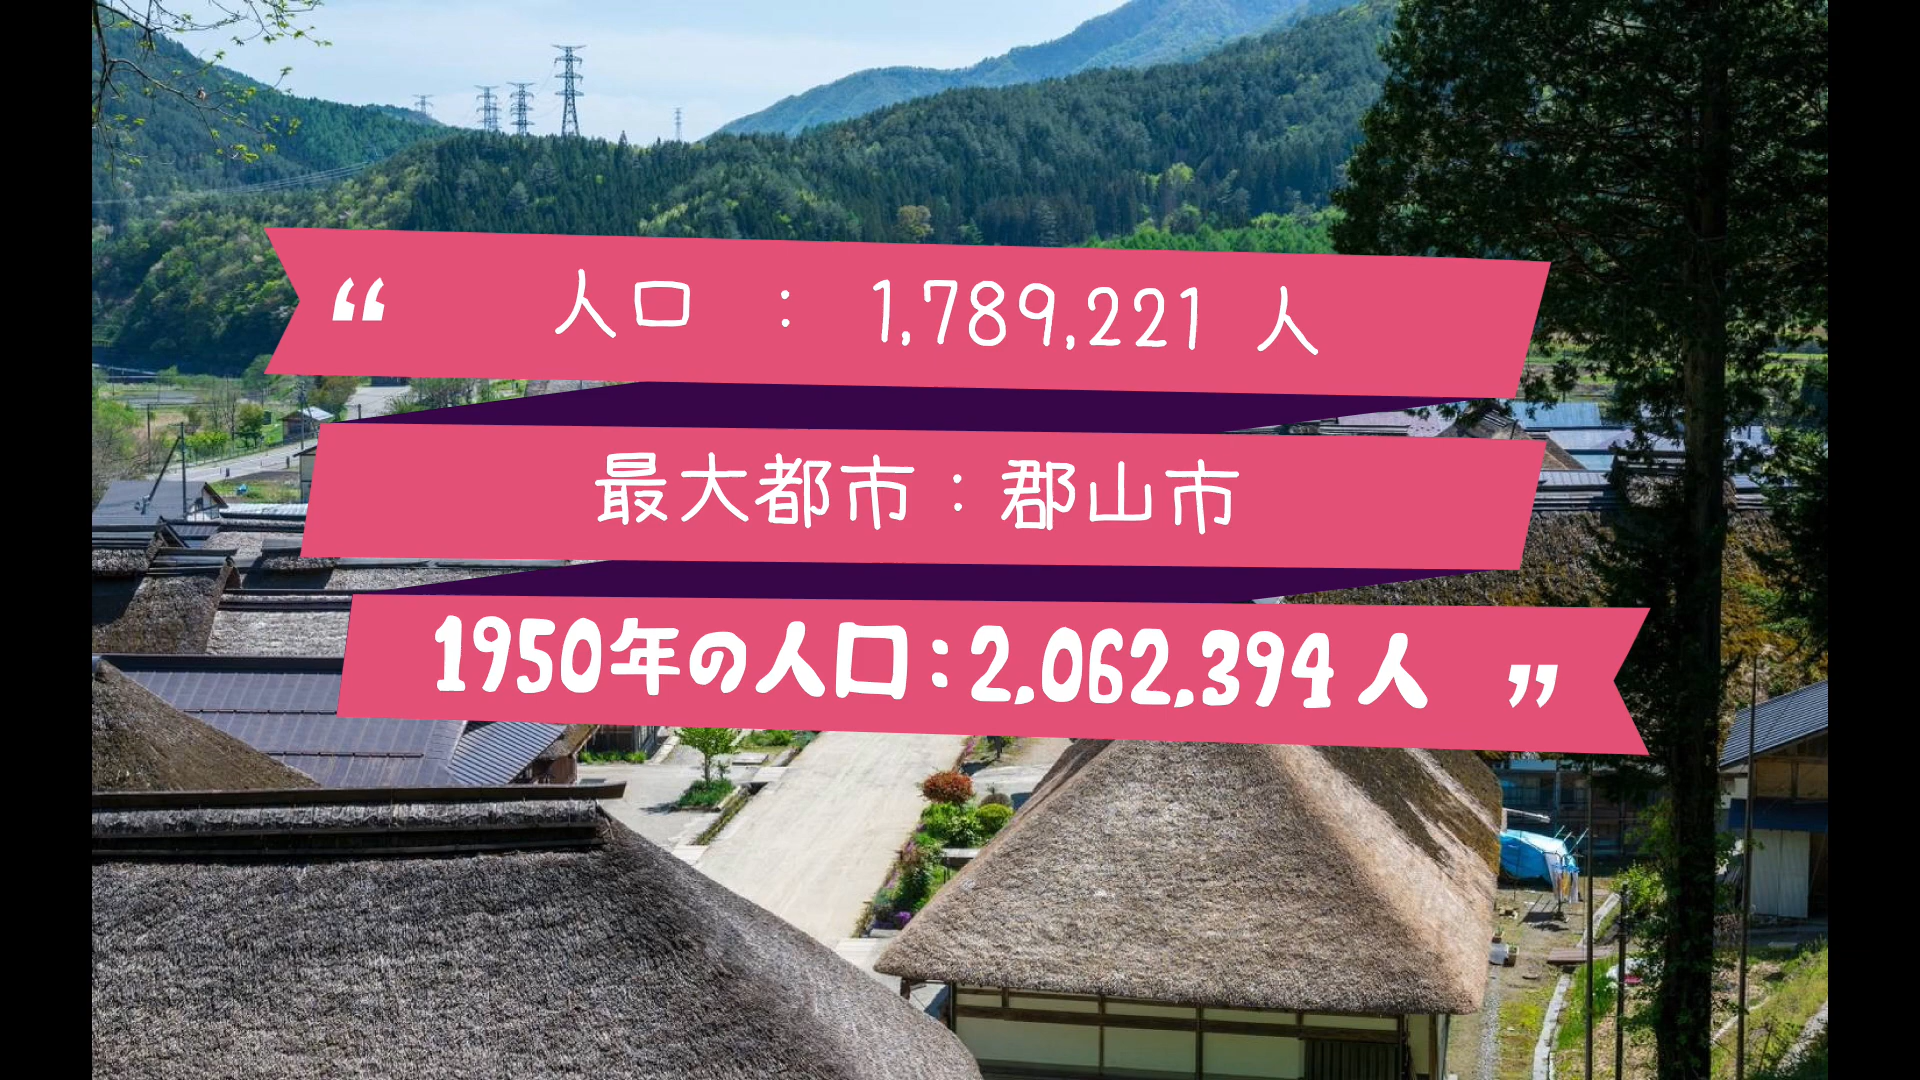 “ 人口 : 1,789,221 人
最大都市:郡山市
1950年の人口:2,062,394 人 ”